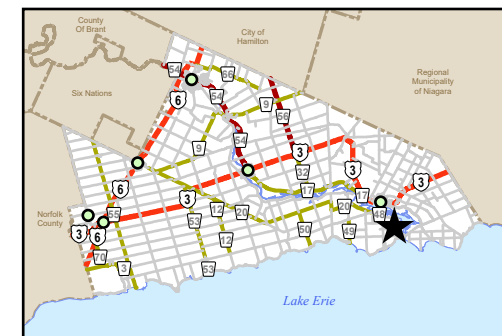 County
Of Brant
City of
Hamilton
Six Nations
Regional
Municipality
of Niagara
54
66
6
54
9
56
54
9
3
32
3
6
3
17
17
3
12
20
20
48
55
53
Norfolk
County
3
6
12
50
49
70
3
53
Lake Erie